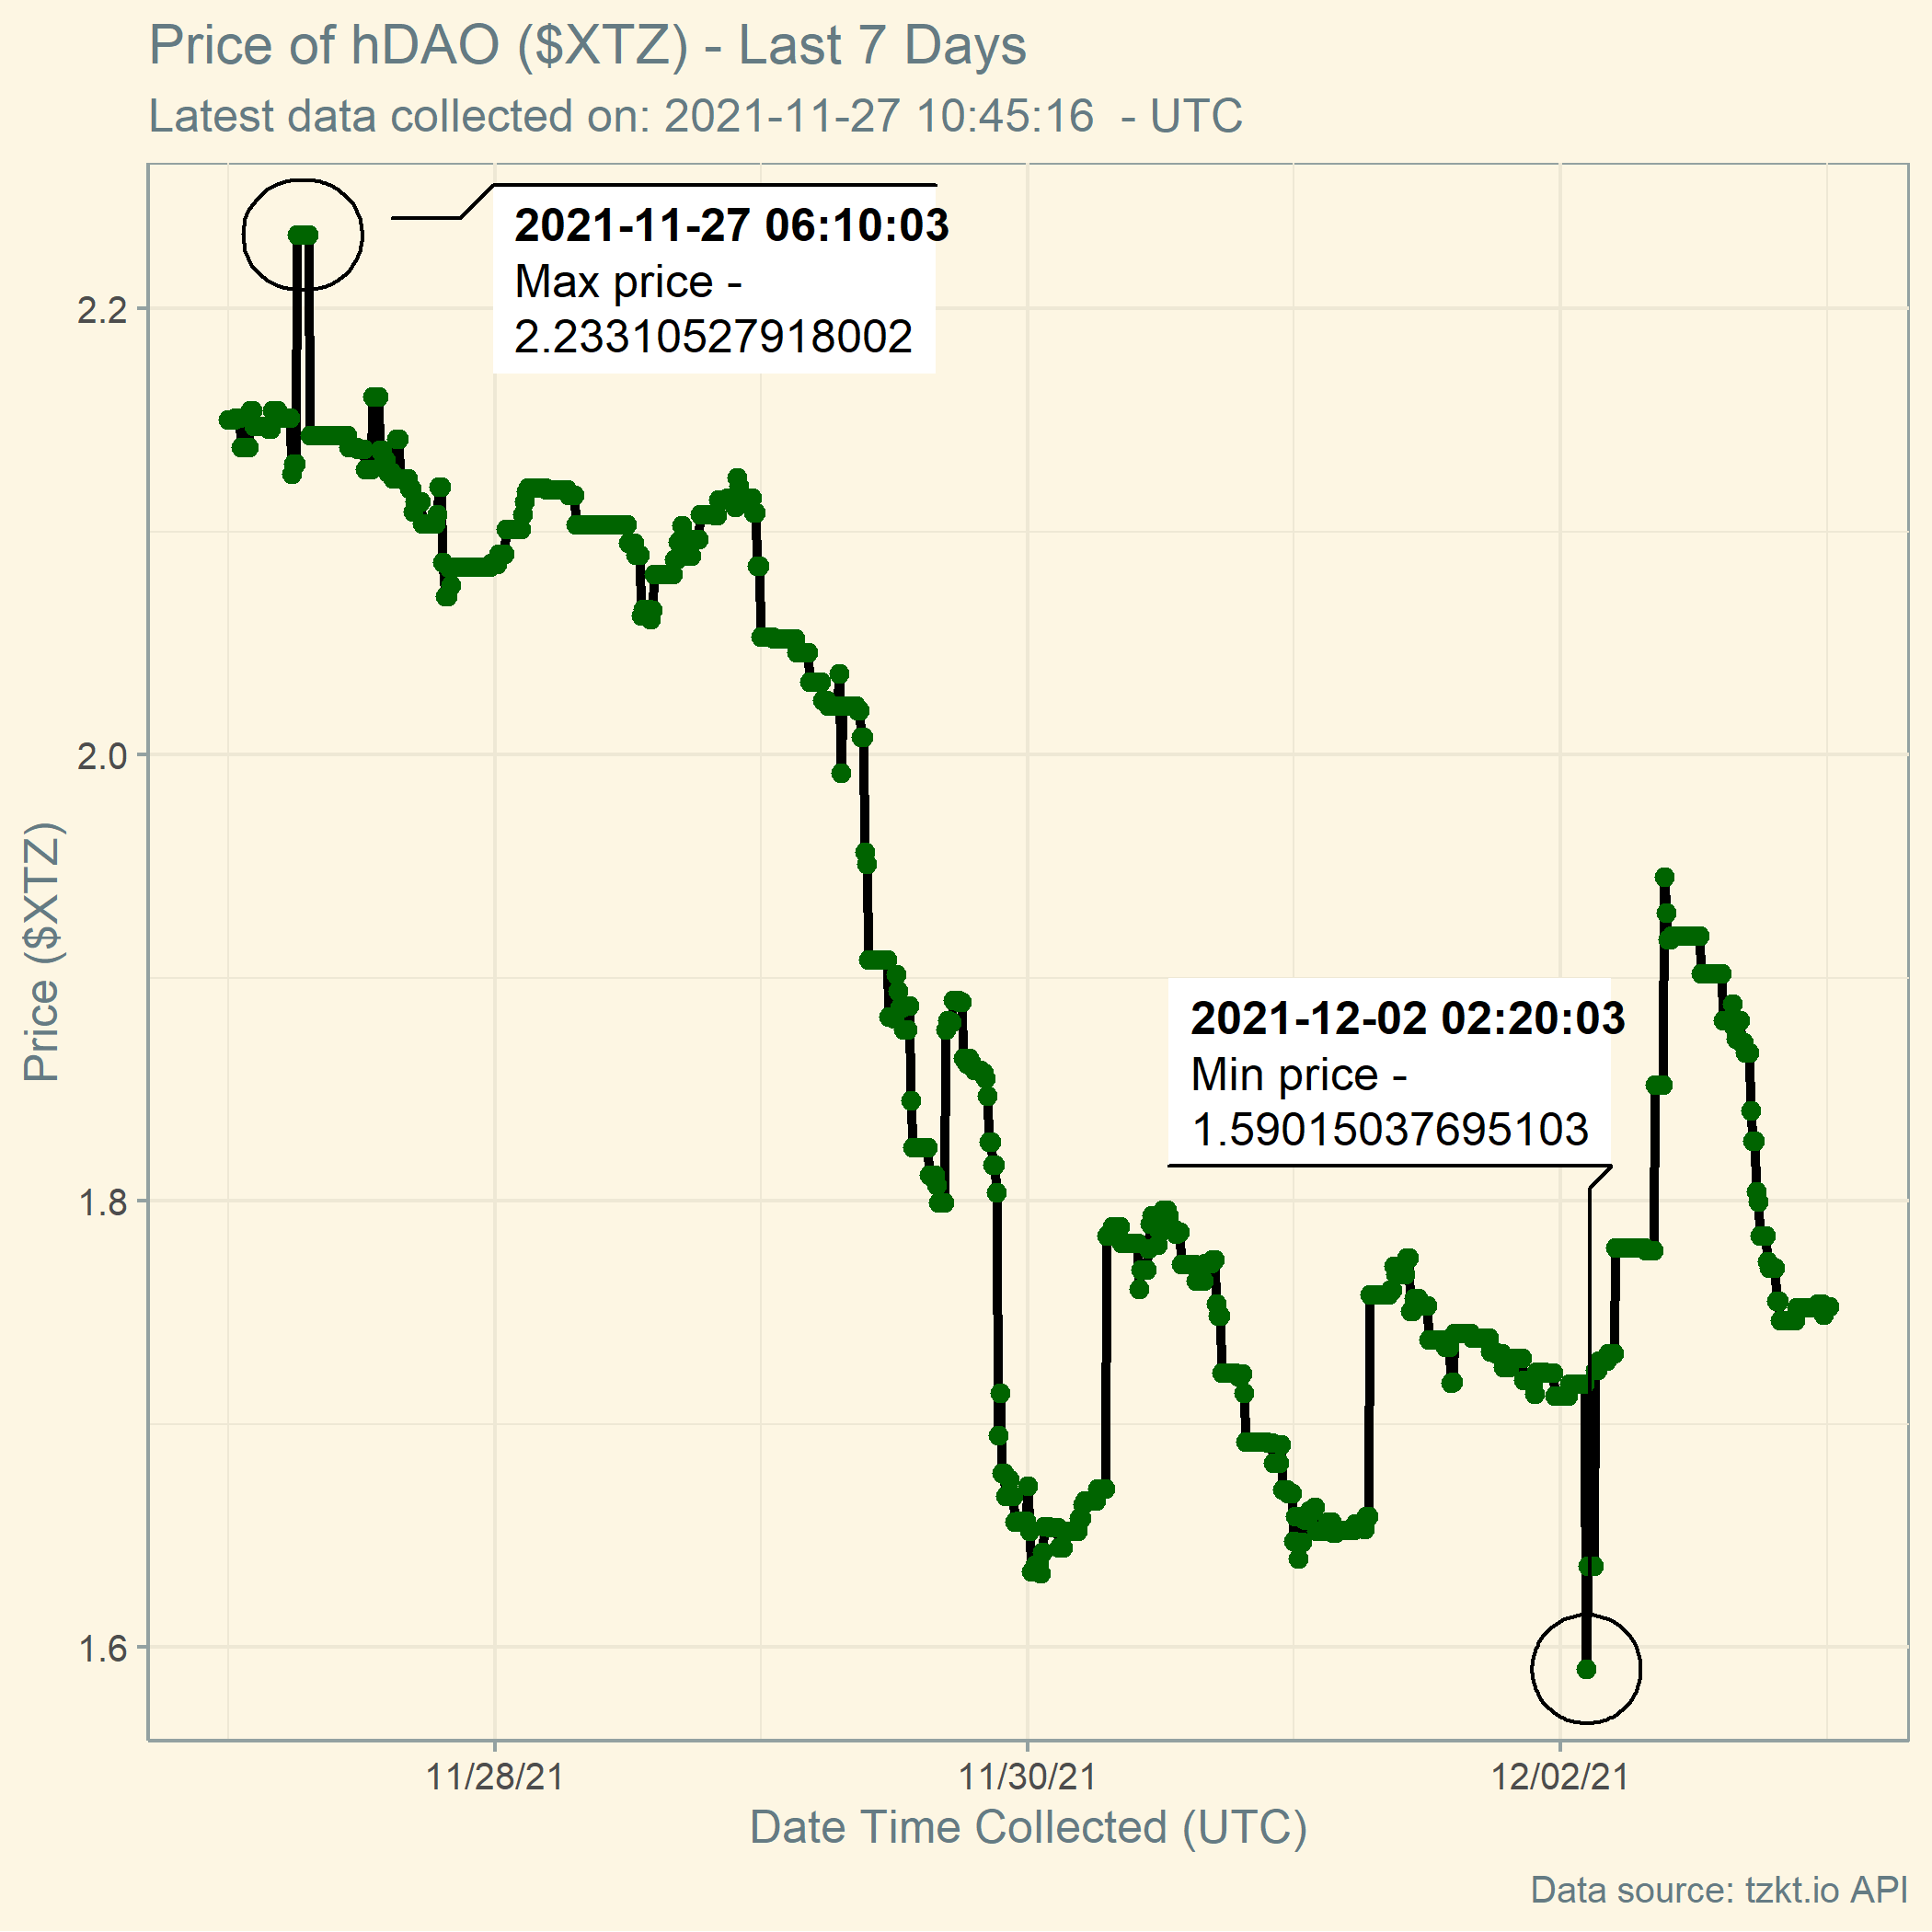 Price of hDAO ($XTZ) - Last 7 Days
Latest data collected on: 2021-11-27 10:45:16  - UTC
2021-11-27 06:10:03
Max price -
2.23310527918002
2.2
2.0
Price ($XTZ)
2021-12-02 02:20:03
Min price -
1.59015037695103
1.8
1.6
11/28/21
11/30/21
12/02/21
Date Time Collected (UTC)
Data source: tzkt.io API